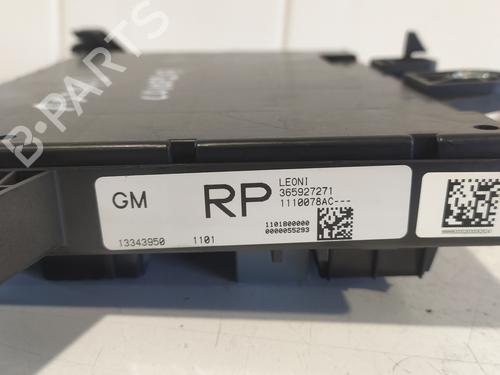 B-PARTS
GM
RP
LEONI
365927271
1110078AC---
1101800000
0000055293
13343950 1101